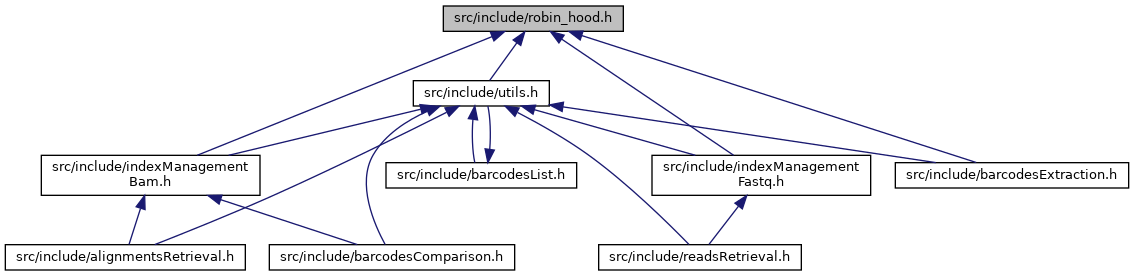 src/include/robin_hood.h
src/include/utils.h
src/include/indexManagement
Bam.h
src/include/barcodesList.h
src/include/indexManagement
Fastq.h
src/include/barcodesExtraction.h
src/include/alignmentsRetrieval.h
src/include/barcodesComparison.h
src/include/readsRetrieval.h